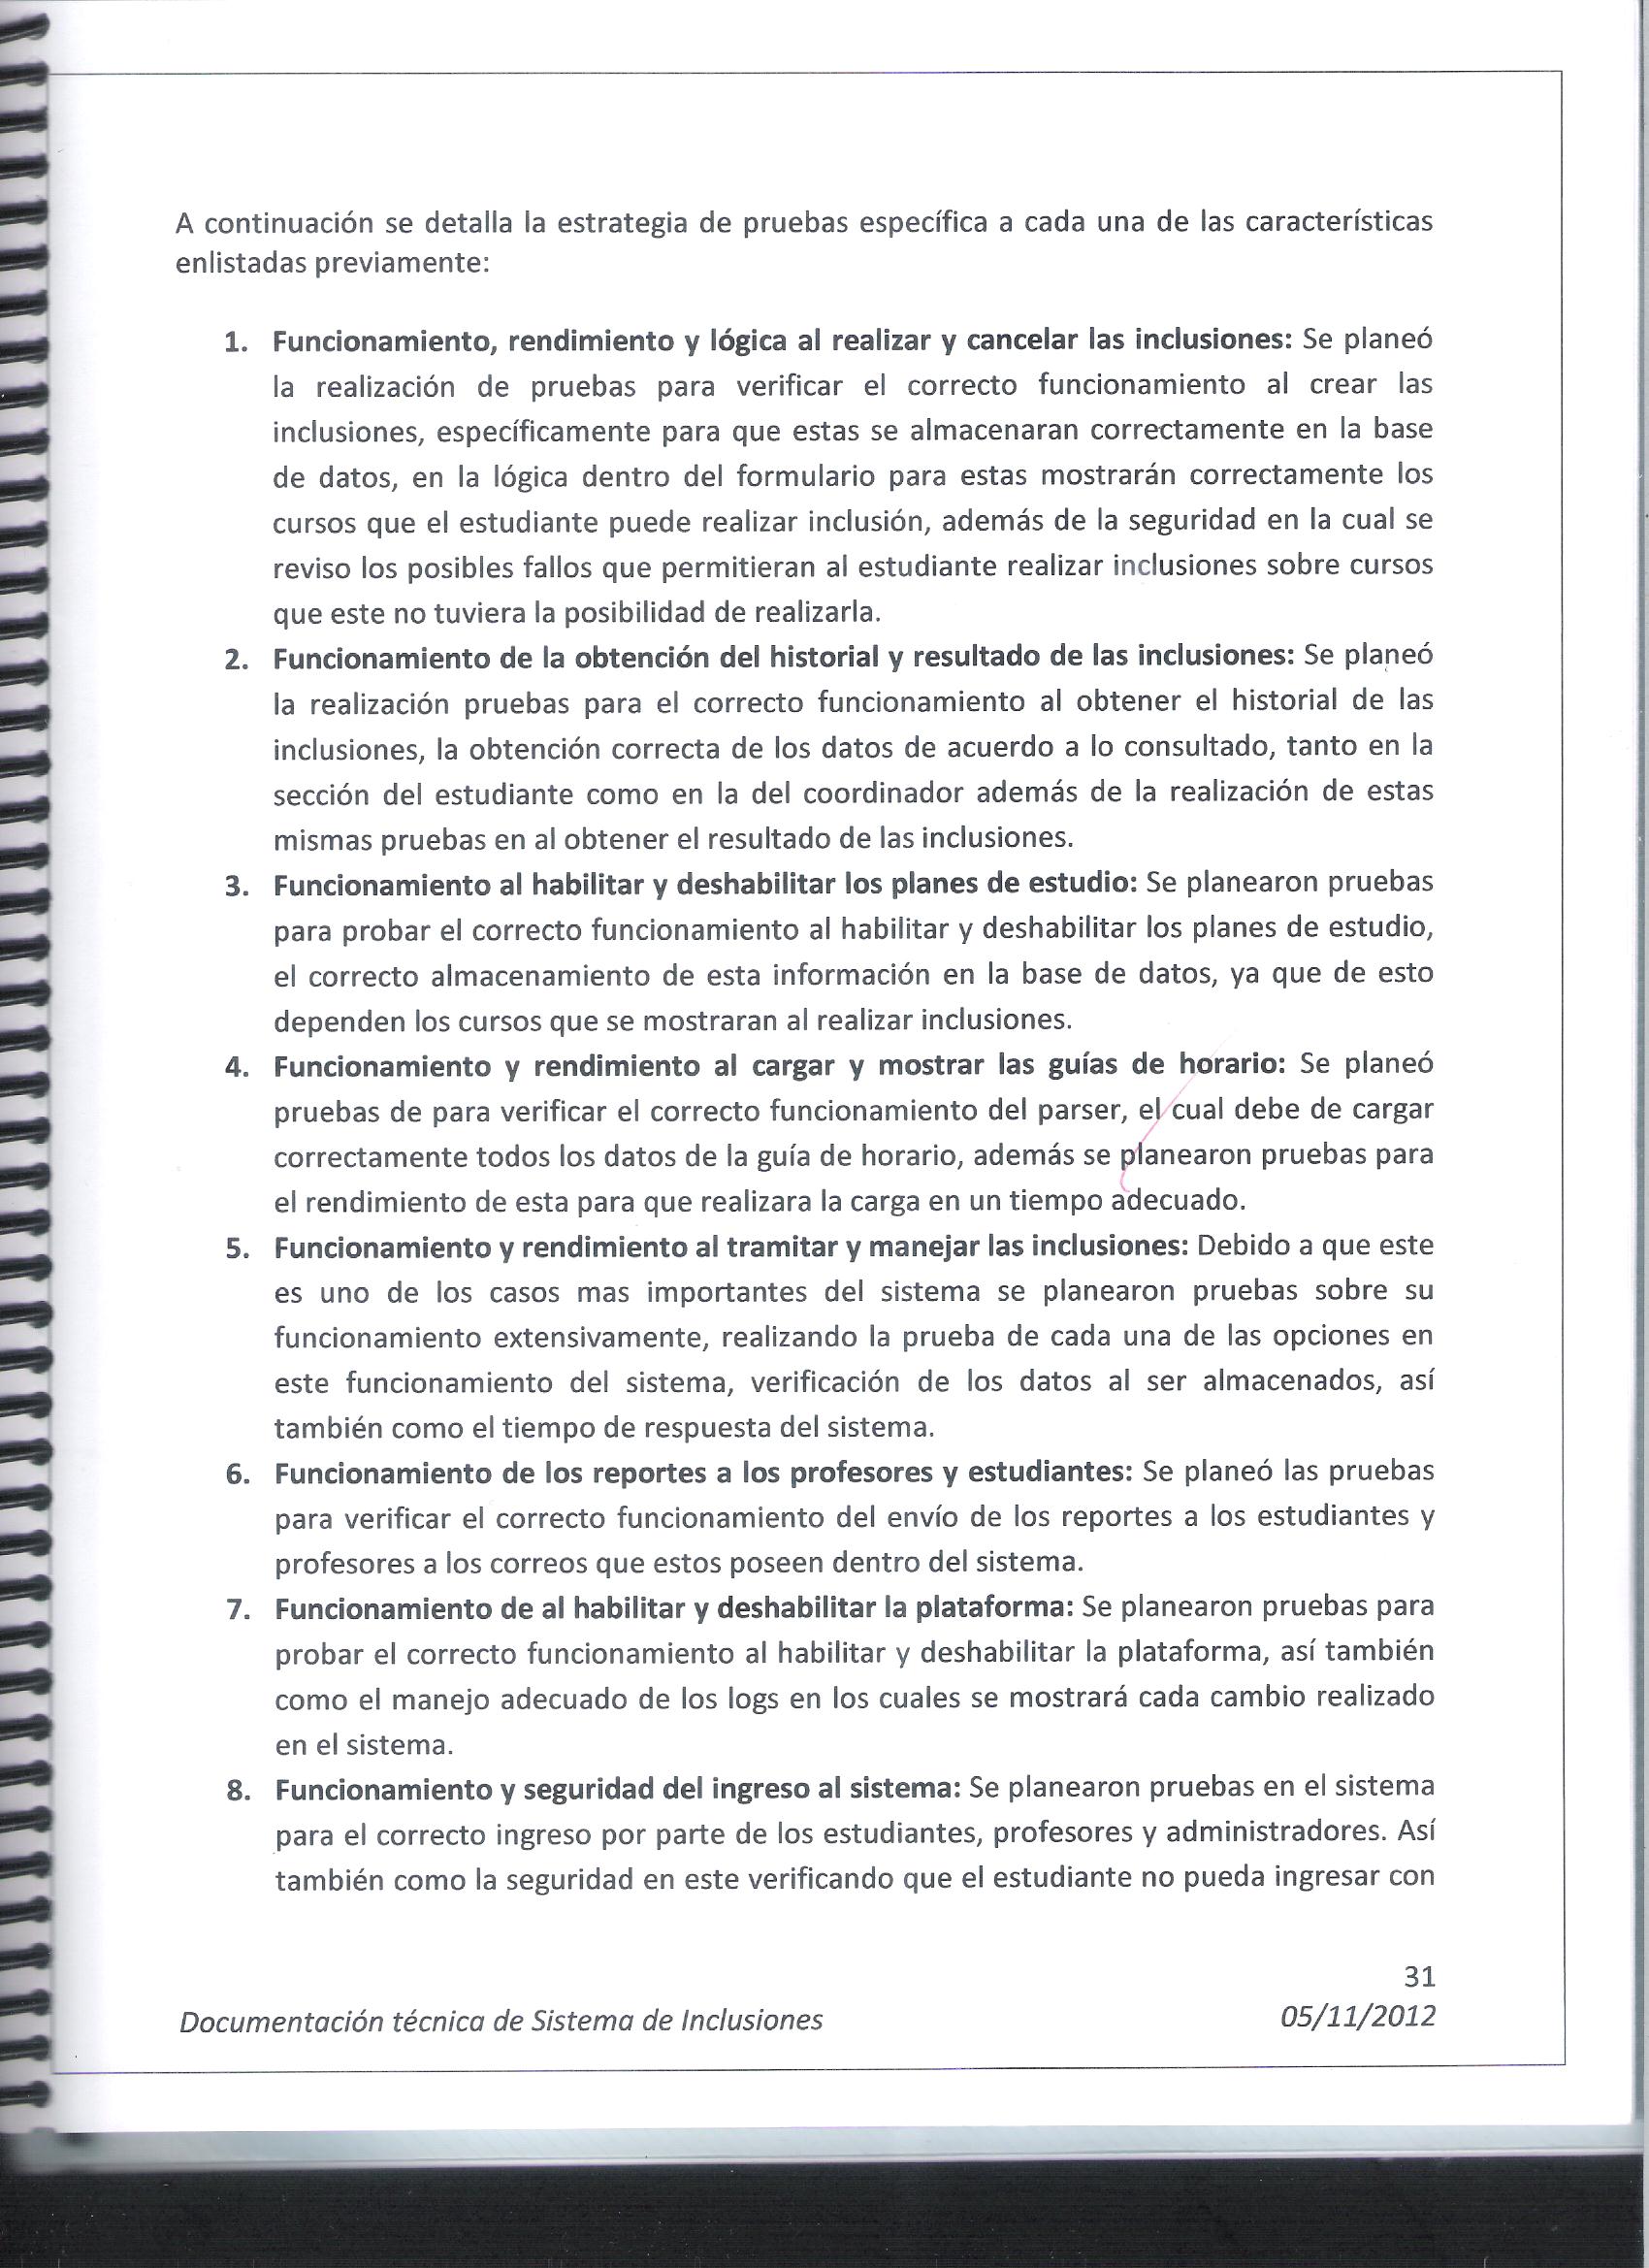 A continuación se detalla la estrategia de pruebas específica a cada una de las características
enlistadas previamente:
1. Funcionamiento, rendimiento y lógica al realizar y cancelar las inclusiones: Se planeó
la realización de pruebas para verificar el correcto funcionamiento al crear las
inclusiones, específicamente para que estas se almacenaran correctamente en la base
de datos, en la lógica dentro del formulario para estas mostrarán correctamente los
cursos que el estudiante puede realizar inclusión, además de la seguridad en la cual se
reviso los posibles fallos que permitieran al estudiante realizar inclusiones sobre cursos
que este no tuviera la posibilidad de realizarla.
2. Funcionamiento de la obtención del historial y resultado de las inclusiones: Se planeó
la realización pruebas para el correcto funcionamiento al obtener el historial de las
inclusiones, la obtención correcta de los datos de acuerdo a lo consultado, tanto en la
sección del estudiante como en la del coordinador además de la realización de estas
mismas pruebas en al obtener el resultado de las inclusiones.
3. Funcionamiento al habilitar y deshabilitar los planes de estudio: Se planearon pruebas
para probar el correcto funcionamiento al habilitar y deshabilitar los planes de estudio,
el correcto almacenamiento de esta información en la base de datos, ya que de esto
dependen los cursos que se mostraran al realizar inclusiones.
4. Funcionamiento y rendimiento al cargar y mostrar las guías de horario: Se planeó
pruebas de para verificar el correcto funcionamiento del parser, el cual debe de cargar
correctamente todos los datos de la guía de horario, además se planearon pruebas para
el rendimiento de esta para que realizara la carga en un tiempo adecuado.
5. Funcionamiento y rendimiento al tramitar y manejar las inclusiones: Debido a que este
es uno de los casos mas importantes del sistema se planearon pruebas sobre su
funcionamiento extensivamente, realizando la prueba de cada una de las opciones en
este funcionamiento del sistema, verificación de los datos al ser almacenados, así
también como el tiempo de respuesta del sistema.
6. Funcionamiento de los reportes a los profesores y estudiantes: Se planeó las pruebas
para verificar el correcto funcionamiento del envío de los reportes a los estudiantes y
profesores a los correos que estos poseen dentro del sistema.
7. Funcionamiento de al habilitar y deshabilitar la plataforma: Se planearon pruebas para
probar el correcto funcionamiento al habilitar y deshabilitar la plataforma, así también
como el manejo adecuado de los logs en los cuales se mostrará cada cambio realizado
en el sistema.
8. Funcionamiento y seguridad del ingreso al sistema: Se planearon pruebas en el sistema
para el correcto ingreso por parte de los estudiantes, profesores y administradores. Así
también como la seguridad en este verificando que el estudiante no pueda ingresar con
31
Documentación técnica de Sistema de Inclusiones 05/11/2012